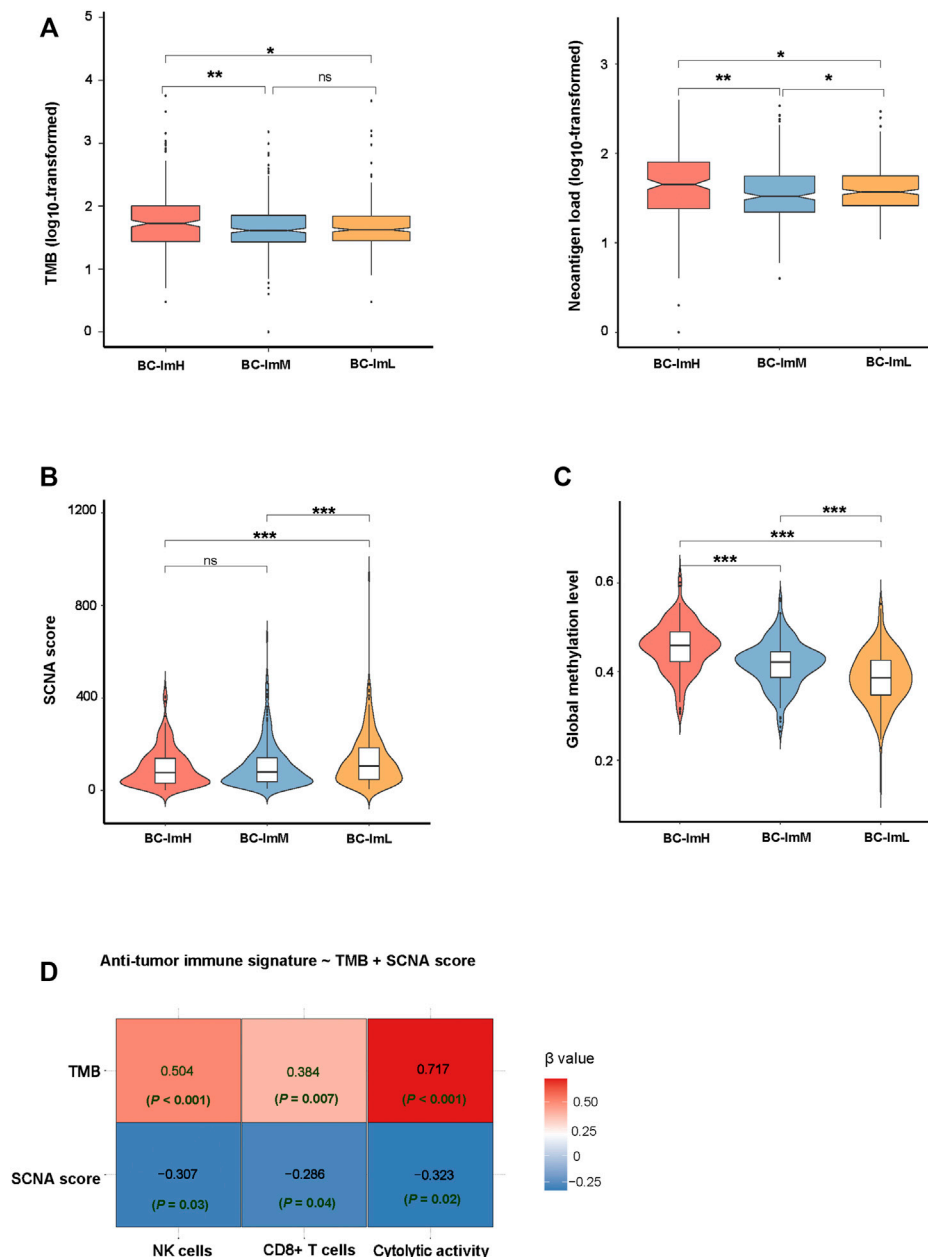 A
TMB (log10-transformed)
5
4
3
2
1
0
*
**
ns
BC-ImH BC-ImM BC-ImL
Neoantigen load (log10-transformed)
3
2
1
0
*
**
*
BC-ImH BC-ImM BC-ImL
B
SCNA score
1200
800
400
0
***
***
ns
BC-ImH BC-ImM BC-ImL
C
Global methylation level
0.6
0.4
0.2
***
***
***
BC-ImH BC-ImM BC-ImL
D
Anti-tumor immune signature ~ TMB + SCNA score
TMB
0.504 0.384 0.717
(P < 0.001) (P = 0.007) (P < 0.001)
SCNA score
−0.307 −0.286 −0.323
(P = 0.03) (P = 0.04) (P = 0.02)
NK cells CD8+ T cells Cytolytic activity
β value
0.50
0.25
0
−0.25